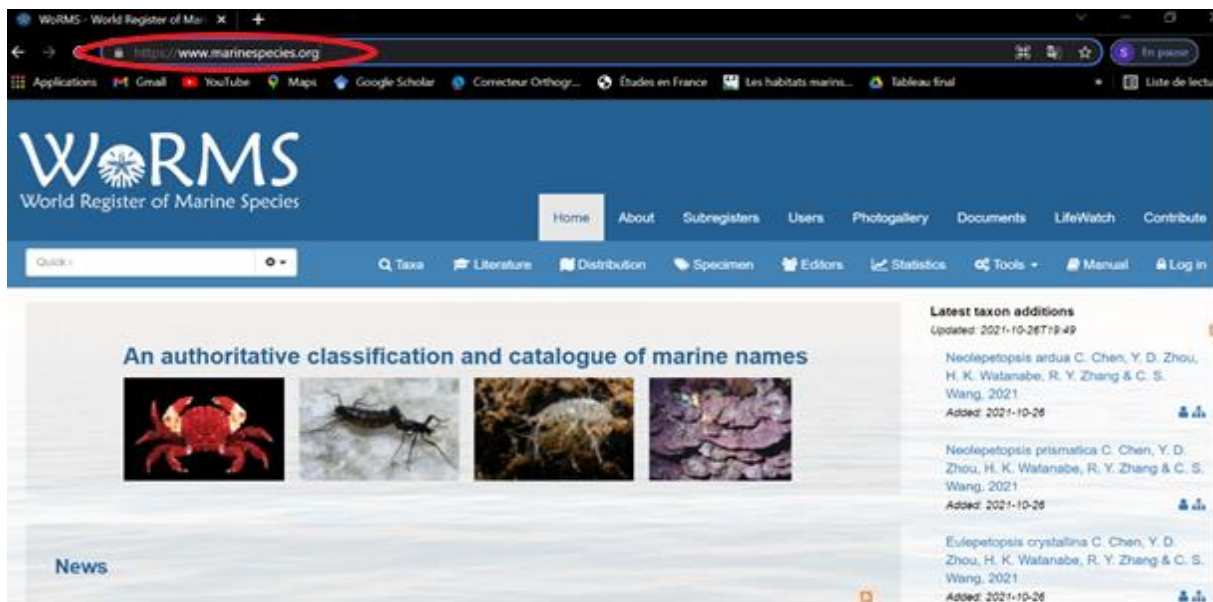 WoRMS - World Register of Mar
https://www.marinespecies.org
En pause
Applications Gmail YouTube Maps Google Scholar Correcteur Orthogr... Études en France Les habitats marins... Tableau final Liste de lectu
WoRMS
World Register of Marine Species
Home About Subregisters Users Photogallery Documents LifeWatch Contribute
Taxa Literature Distribution Specimen Editors Statistics Tools Manual Log in
An authoritative classification and catalogue of marine names
News
Latest taxon additions
Updated: 2021-10-26T19:49
Neolepetopsis ardua C. Chen, Y. D. Zhou,
H. K. Watanabe, R. Y. Zhang & C. S.
Wang, 2021
Added: 2021-10-26
Neolepetopsis prismatica C. Chen, Y. D.
Zhou, H. K. Watanabe, R. Y. Zhang & C. S.
Wang, 2021
Added: 2021-10-26
Eulepetopsis crystallina C. Chen, Y. D.
Zhou, H. K. Watanabe, R. Y. Zhang & C. S.
Wang, 2021
Added: 2021-10-26